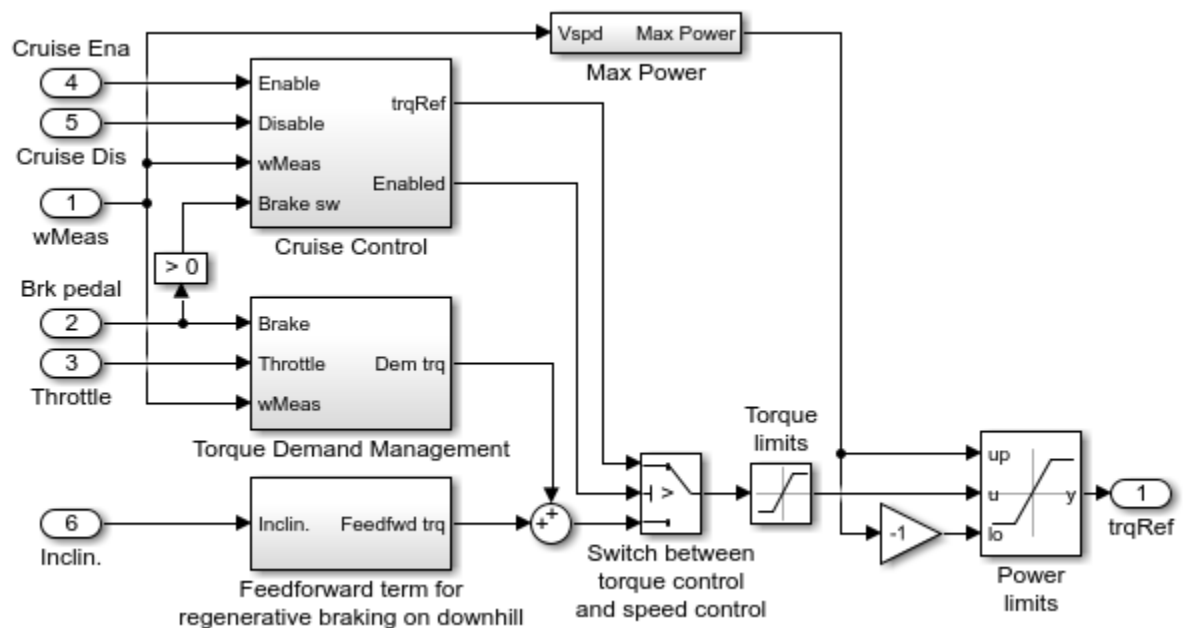 Vspd Max Power
Max Power
Cruise Ena
4
5
Cruise Dis
1
wMeas
Enable
Disable
wMeas
Brake sw
trqRef
Enabled
Cruise Control
> 0
Brk pedal
2
3
Throttle
Brake
Throttle
wMeas
Dem trq
Torque Demand Management
6
Inclin.
Inclin. Feedfwd trq
Feedforward term for
regenerative braking on downhill
+
+
>
Switch between
torque control
and speed control
Torque
limits
-1
up
u
lo
y
Power
limits
1
trqRef